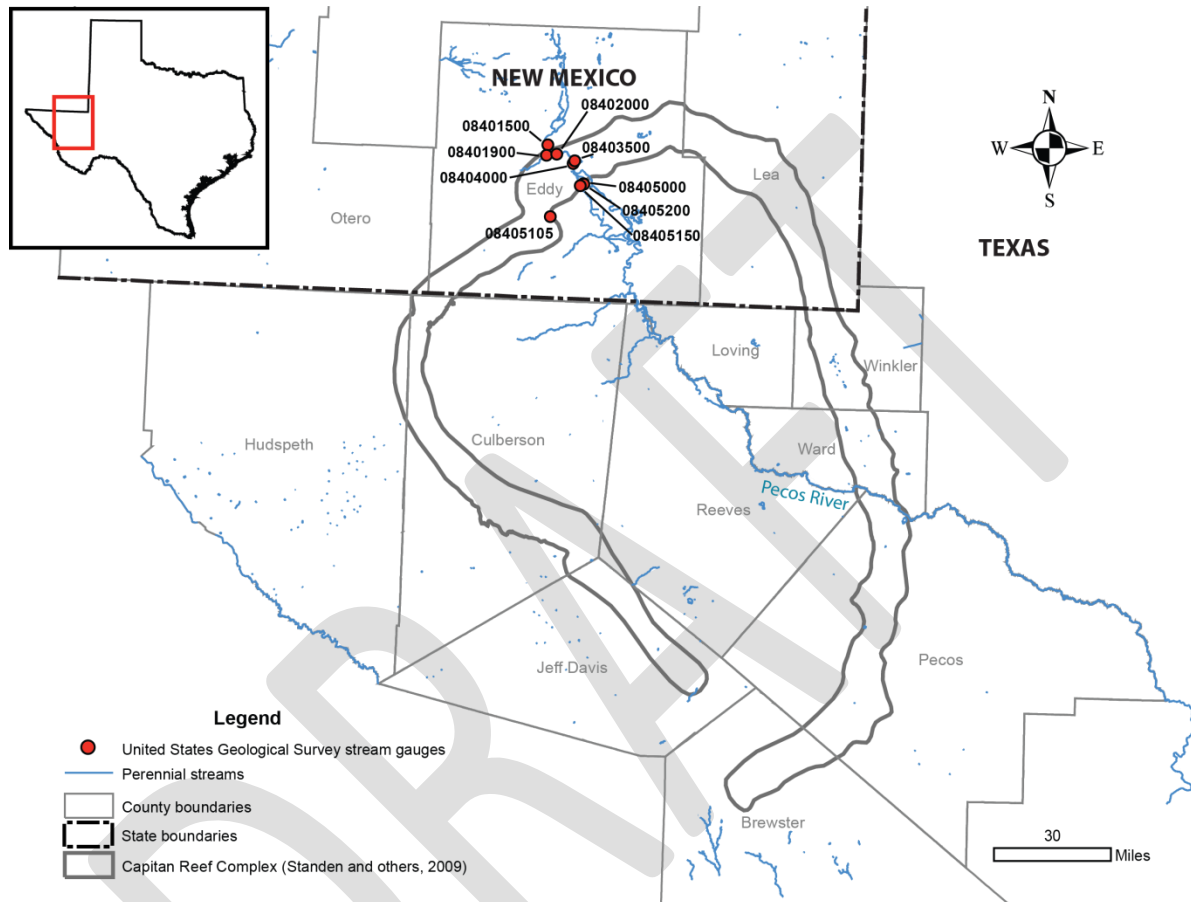 NEW MEXICO
08402000
08401500
08401900
08403500
08404000
Lea
Eddy
08405000
08405200
08405105
08405150
Otero
N
W
E
S
TEXAS
Loving
Winkler
Hudspeth
Culberson
Ward
Pecos River
Reeves
Jeff Davis
Pecos
Brewster
DRAFT
Legend
United States Geological Survey stream gauges
Perennial streams
County boundaries
State boundaries
Capitan Reef Complex (Standen and others, 2009)
30
Miles